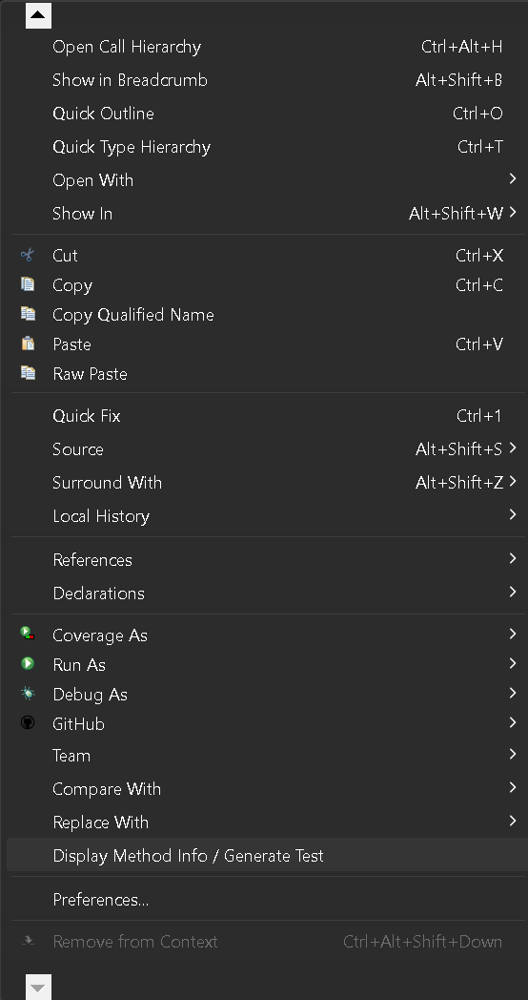 Open Call Hierarchy Ctrl+Alt+H
Show in Breadcrumb Alt+Shift+B
Quick Outline Ctrl+O
Quick Type Hierarchy Ctrl+T
Open With
Show In Alt+Shift+W
Cut Ctrl+X
Copy Ctrl+C
Copy Qualified Name
Paste Ctrl+V
Raw Paste
Quick Fix Ctrl+1
Source Alt+Shift+S
Surround With Alt+Shift+Z
Local History
References
Declarations
Coverage As
Run As
Debug As
GitHub
Team
Compare With
Replace With
Display Method Info / Generate Test
Preferences...
Remove from Context Ctrl+Alt+Shift+Down